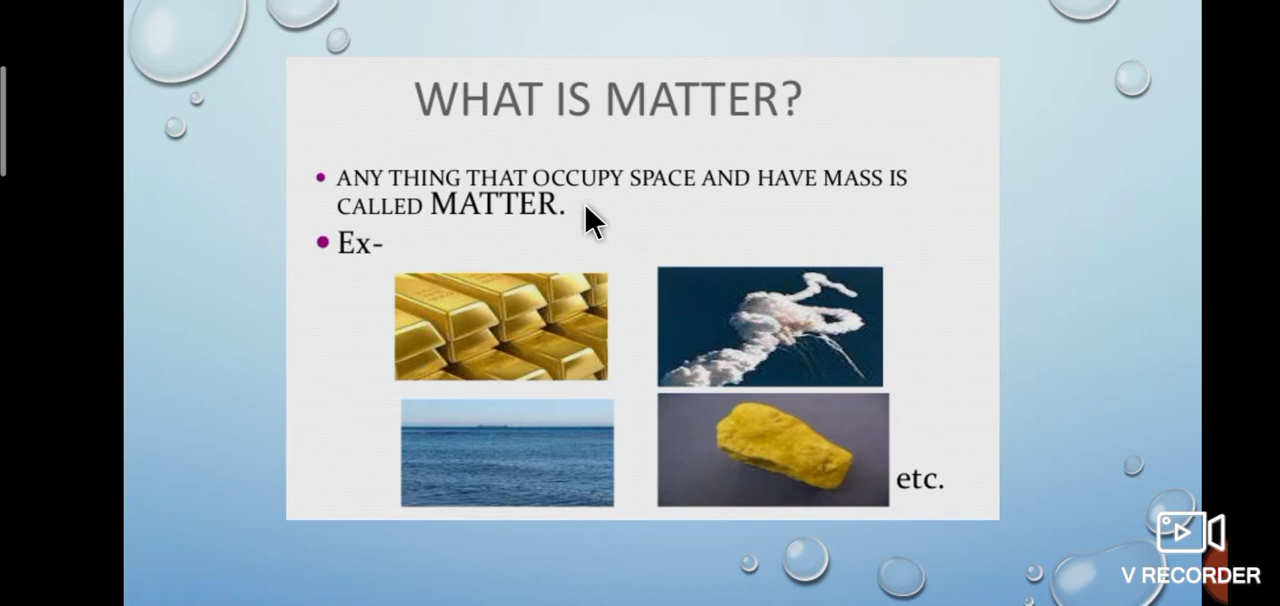 WHAT IS MATTER?
ANY THING THAT OCCUPY SPACE AND HAVE MASS IS
CALLED MATTER.
Ex-
etc.
V RECORDER